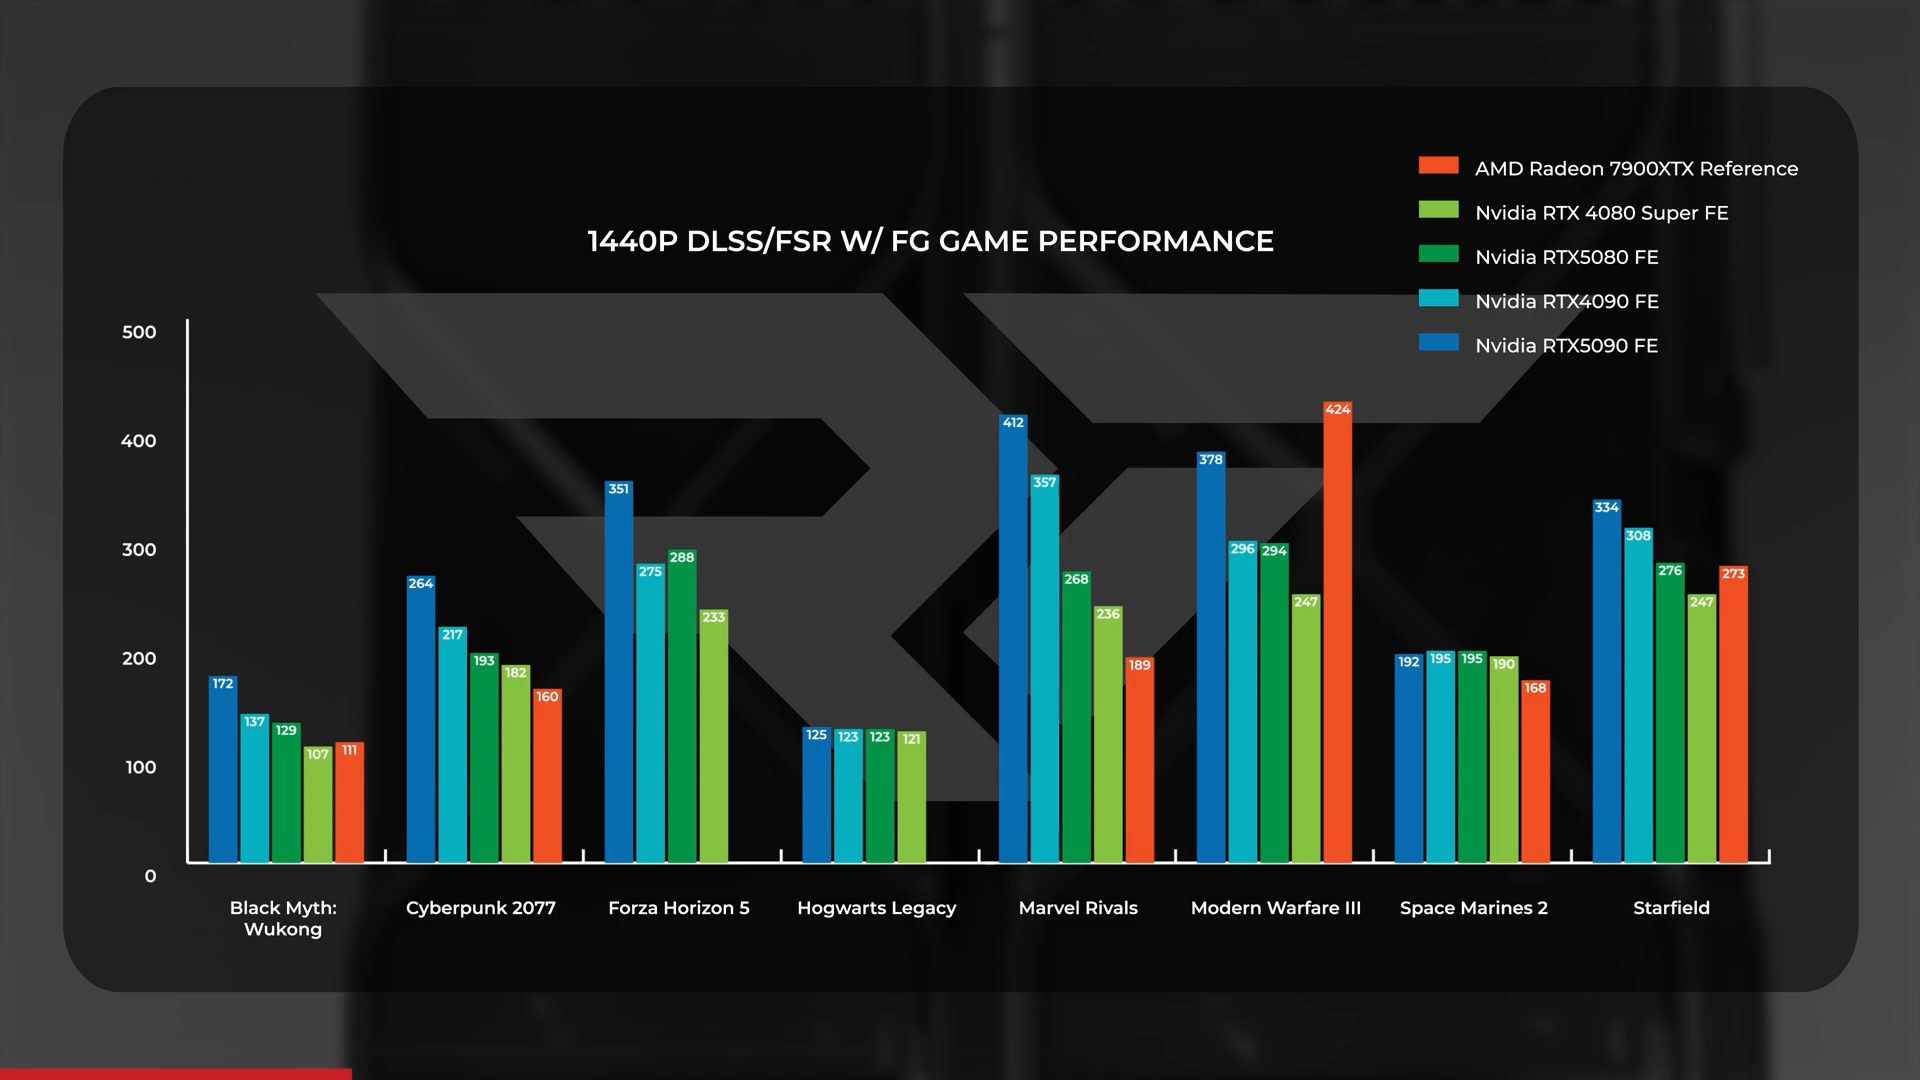 1440P DLSS/FSR W/ FG GAME PERFORMANCE
AMD Radeon 7900XTX Reference
Nvidia RTX 4080 Super FE
Nvidia RTX5080 FE
Nvidia RTX4090 FE
Nvidia RTX5090 FE
500
400
300
200
100
0
172 137 129 107 111
264 217 193 182 160
351 275 288 233
125 123 123 121
412 357 268 236 189
378 296 294 247 424
192 195 195 190 168
334 308 276 247 273
Black Myth:
Wukong
Cyberpunk 2077
Forza Horizon 5
Hogwarts Legacy
Marvel Rivals
Modern Warfare III
Space Marines 2
Starfield